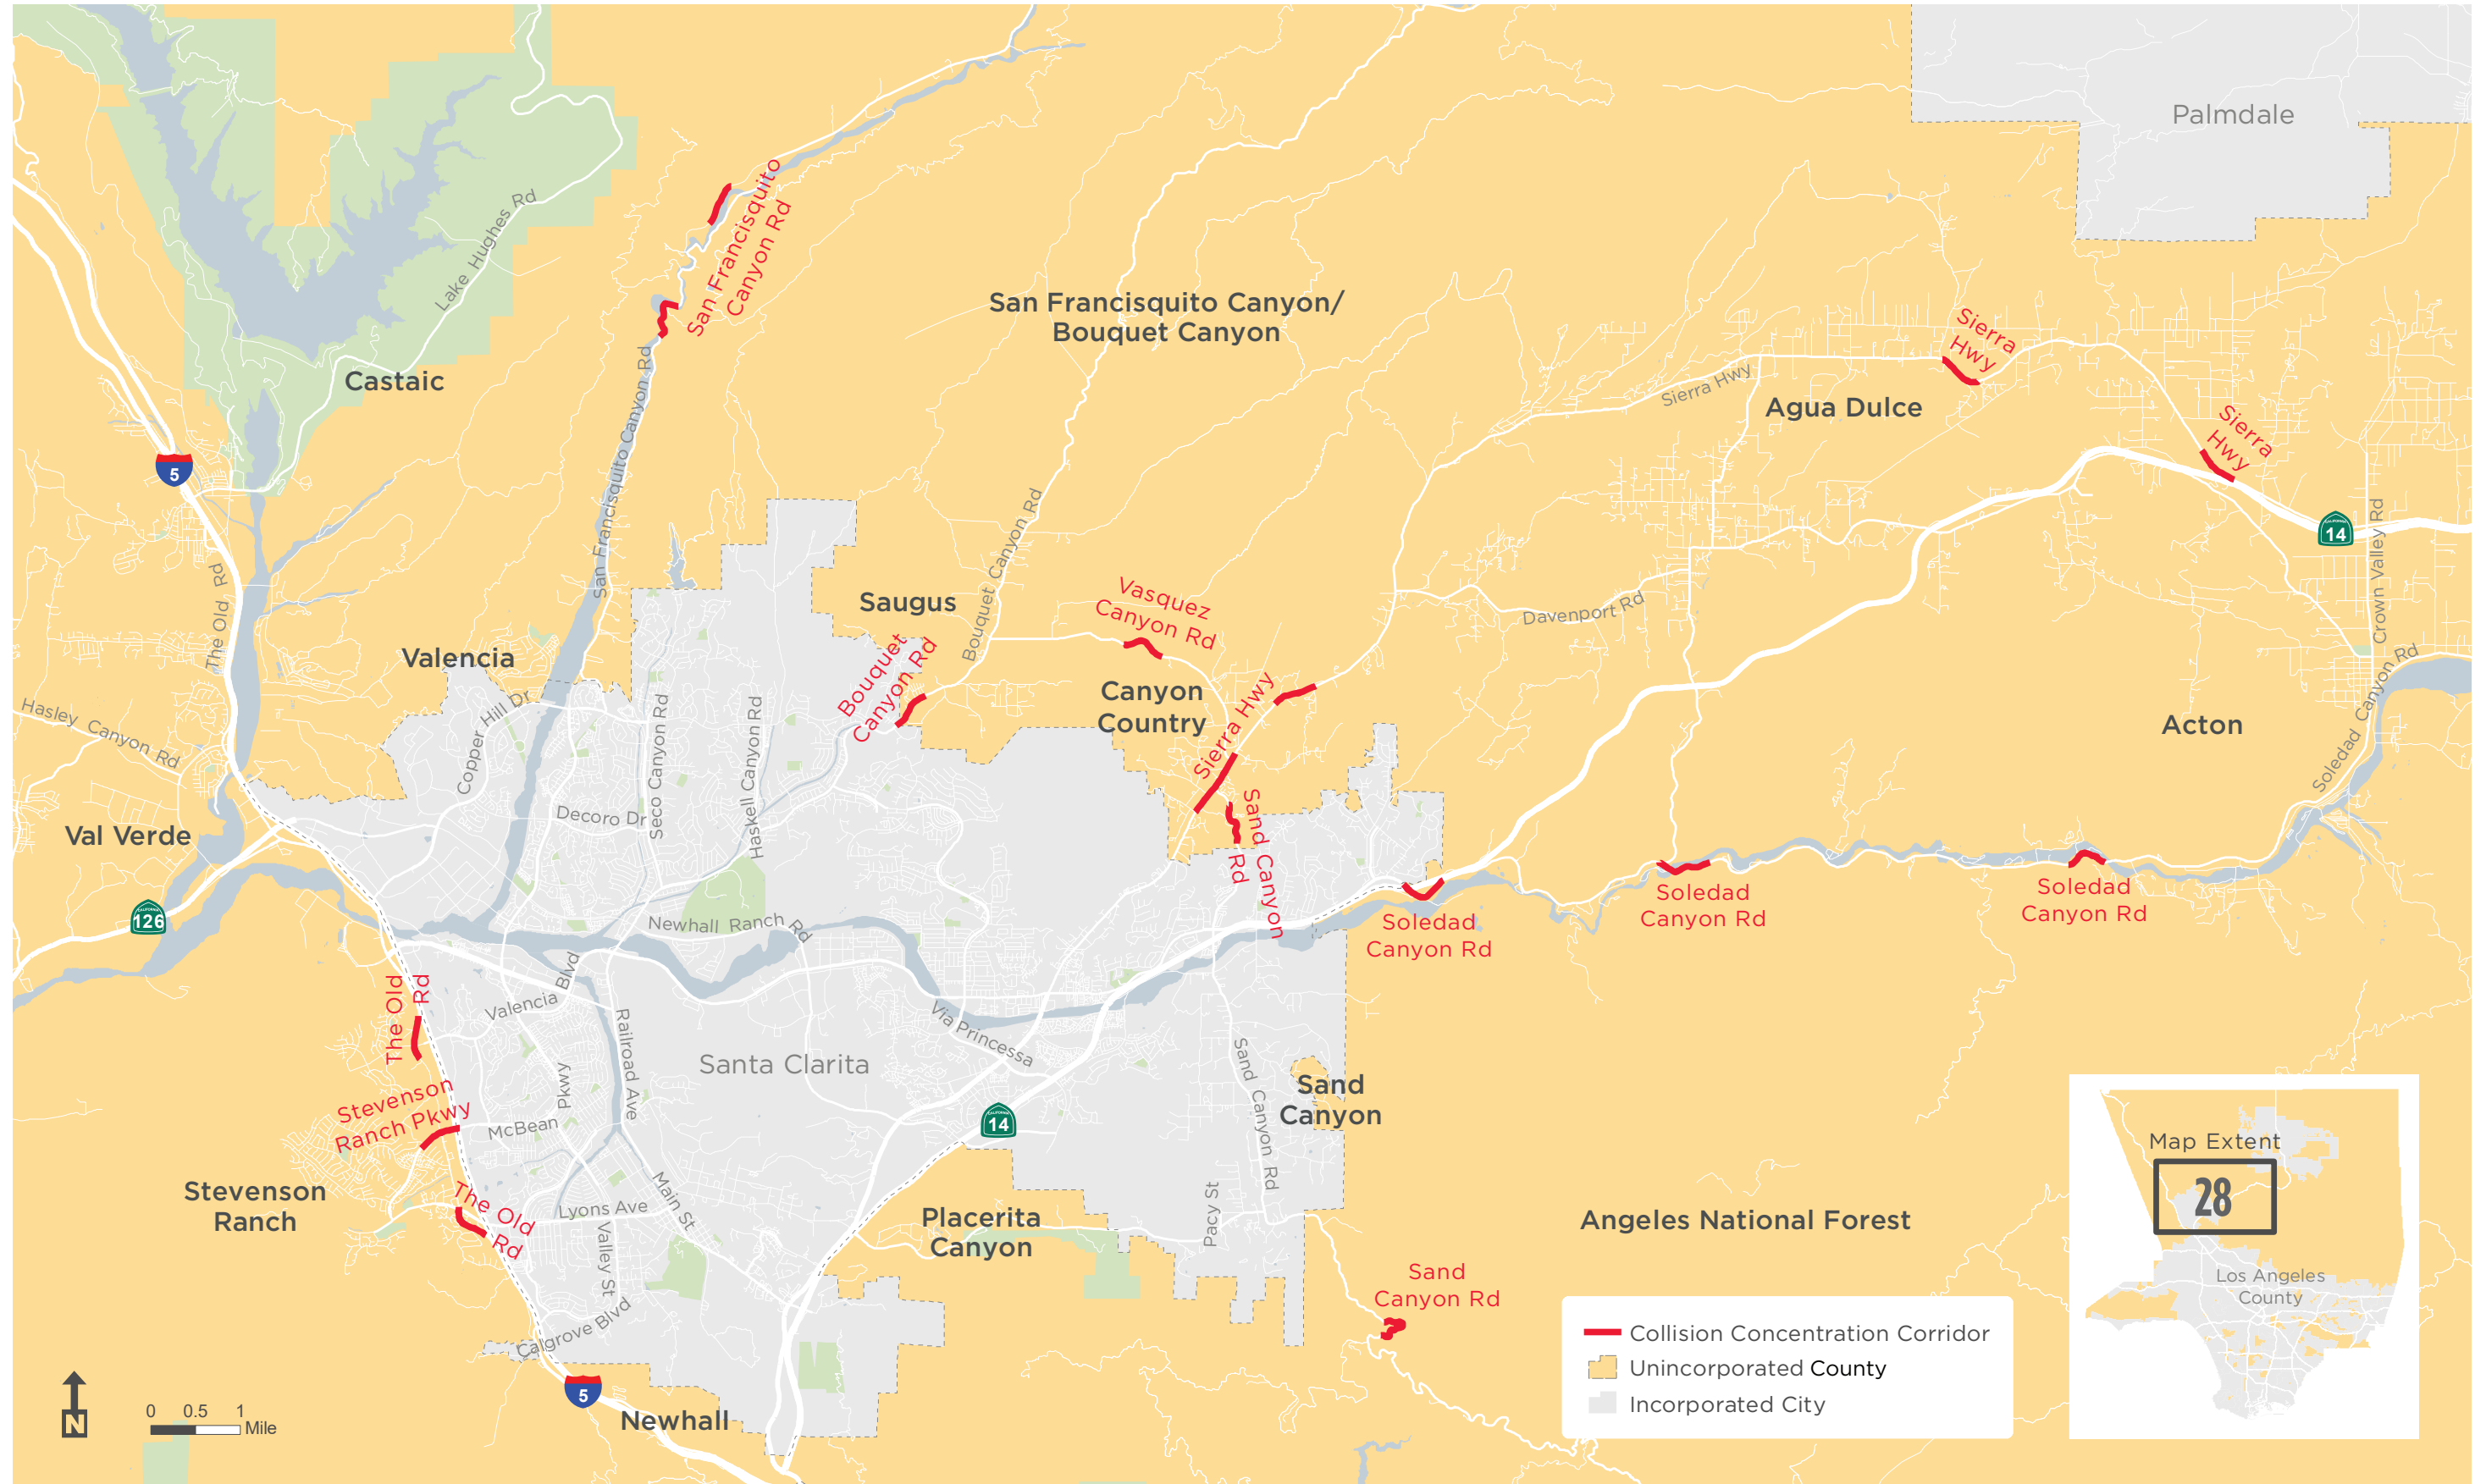 Palmdale
San Francisquito
Canyon Rd
Lake Hughes Rd
San Francisquito Canyon/
Bouquet Canyon
Sierra
Hwy
Castaic
Sierra Hwy
Agua Dulce
Sierra
Hwy
5
San Francisquito Canyon Rd
Bouquet Canyon Rd
CALIFORNIA
14
Crown Valley Rd
The Old Rd
Saugus
Vasquez
Canyon Rd
Davenport Rd
Valencia
Bouquet
Canyon Rd
Canyon
Country
Sierra Hwy
Soledad Canyon Rd
Acton
Hasley Canyon Rd
Copper Hill Dr
Seco Canyon Rd
Haskell Canyon Rd
Decoro Dr
Sand Canyon
Rd
Val Verde
CALIFORNIA
126
Newhall Ranch Rd
Soledad
Canyon Rd
Soledad
Canyon Rd
Soledad
Canyon Rd
The Old
Rd
Valencia Blvd
Railroad Ave
Via Princessa
Santa Clarita
Sand Canyon Rd
Sand
Canyon
Stevenson
Ranch Pkwy
McBean Pkwy
CALIFORNIA
14
Map Extent
28
Los Angeles
County
Stevenson
Ranch
The Old
Rd
Lyons Ave
Main St
Valley St
Pacy St
Placerita
Canyon
Angeles National Forest
Sand
Canyon Rd
Calgrove Blvd
5
Newhall
N
0 0.5 1
Mile
Collision Concentration Corridor
Unincorporated County
Incorporated City